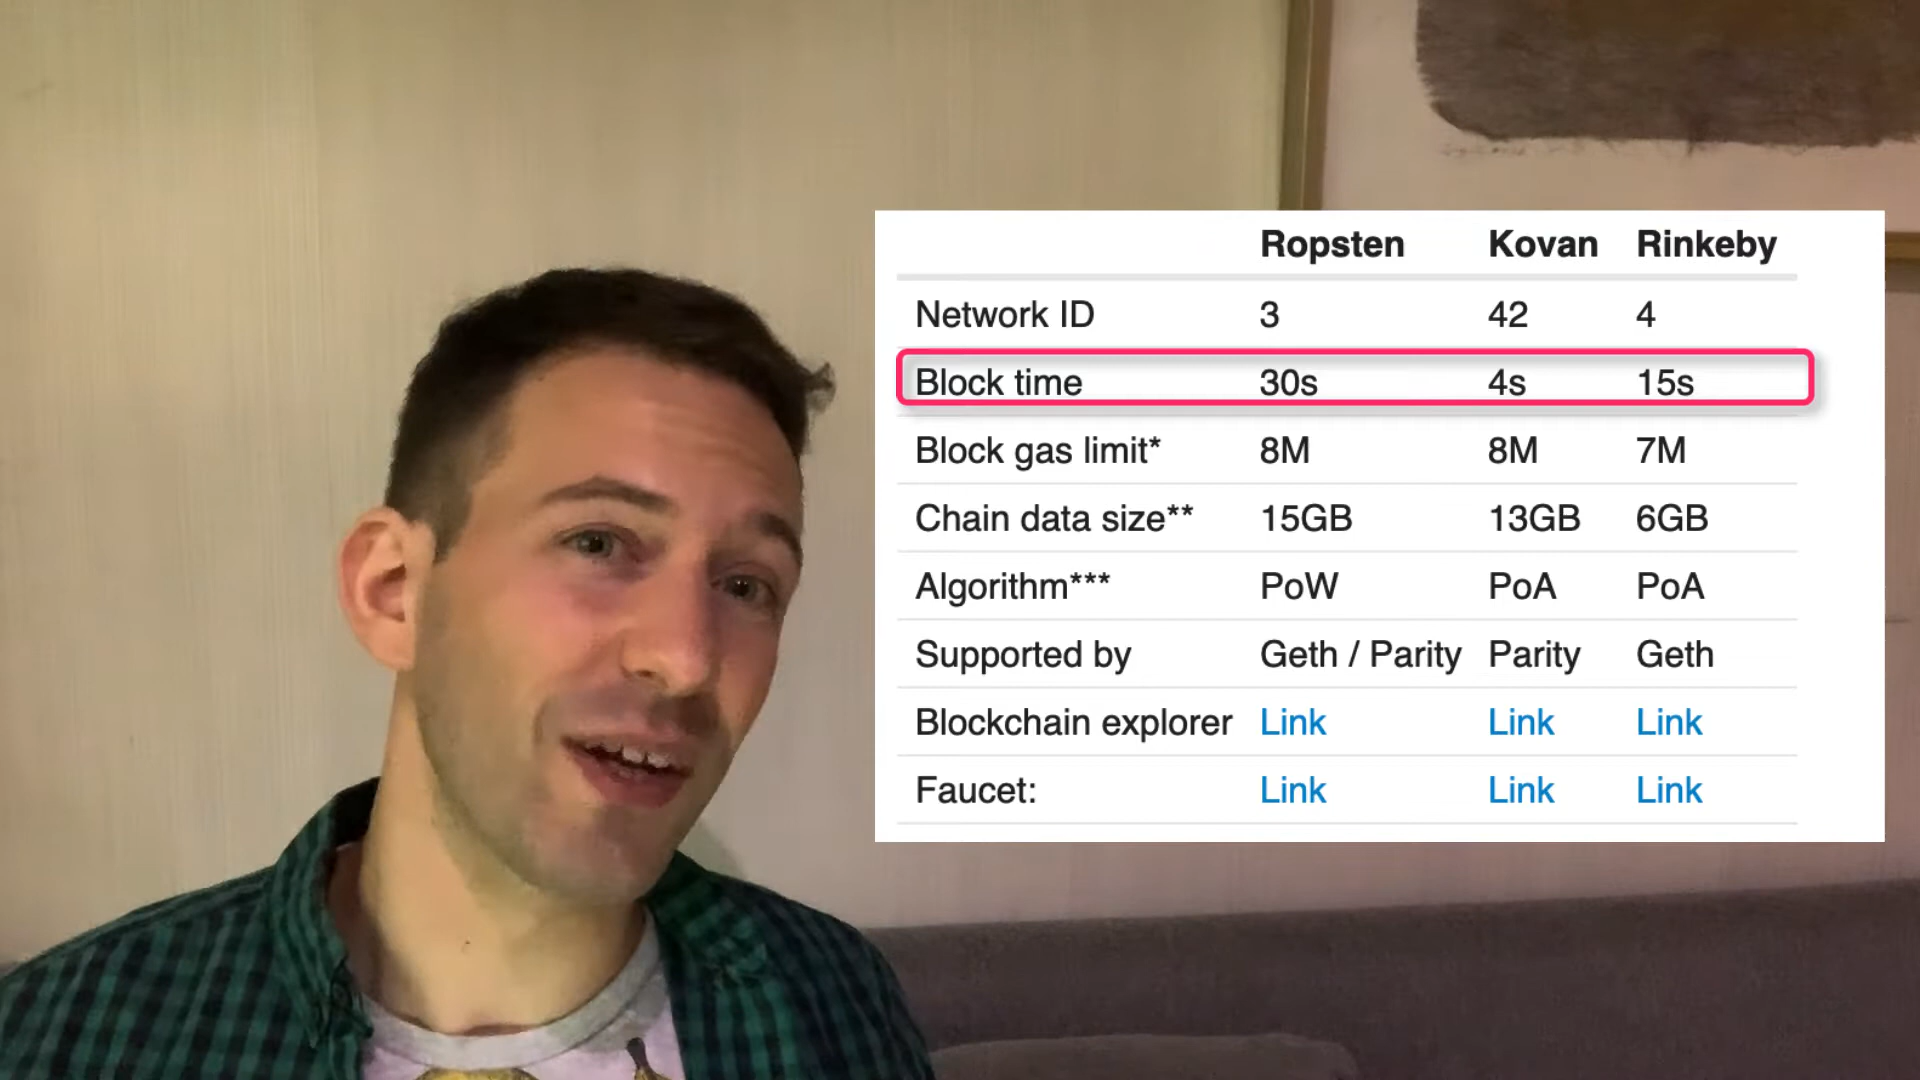 Ropsten Kovan Rinkeby
Network ID 3 42 4
Block time 30s 4s 15s
Block gas limit* 8M 8M 7M
Chain data size** 15GB 13GB 6GB
Algorithm*** PoW PoA PoA
Supported by Geth / Parity Parity Geth
Blockchain explorer Link Link Link
Faucet: Link Link Link